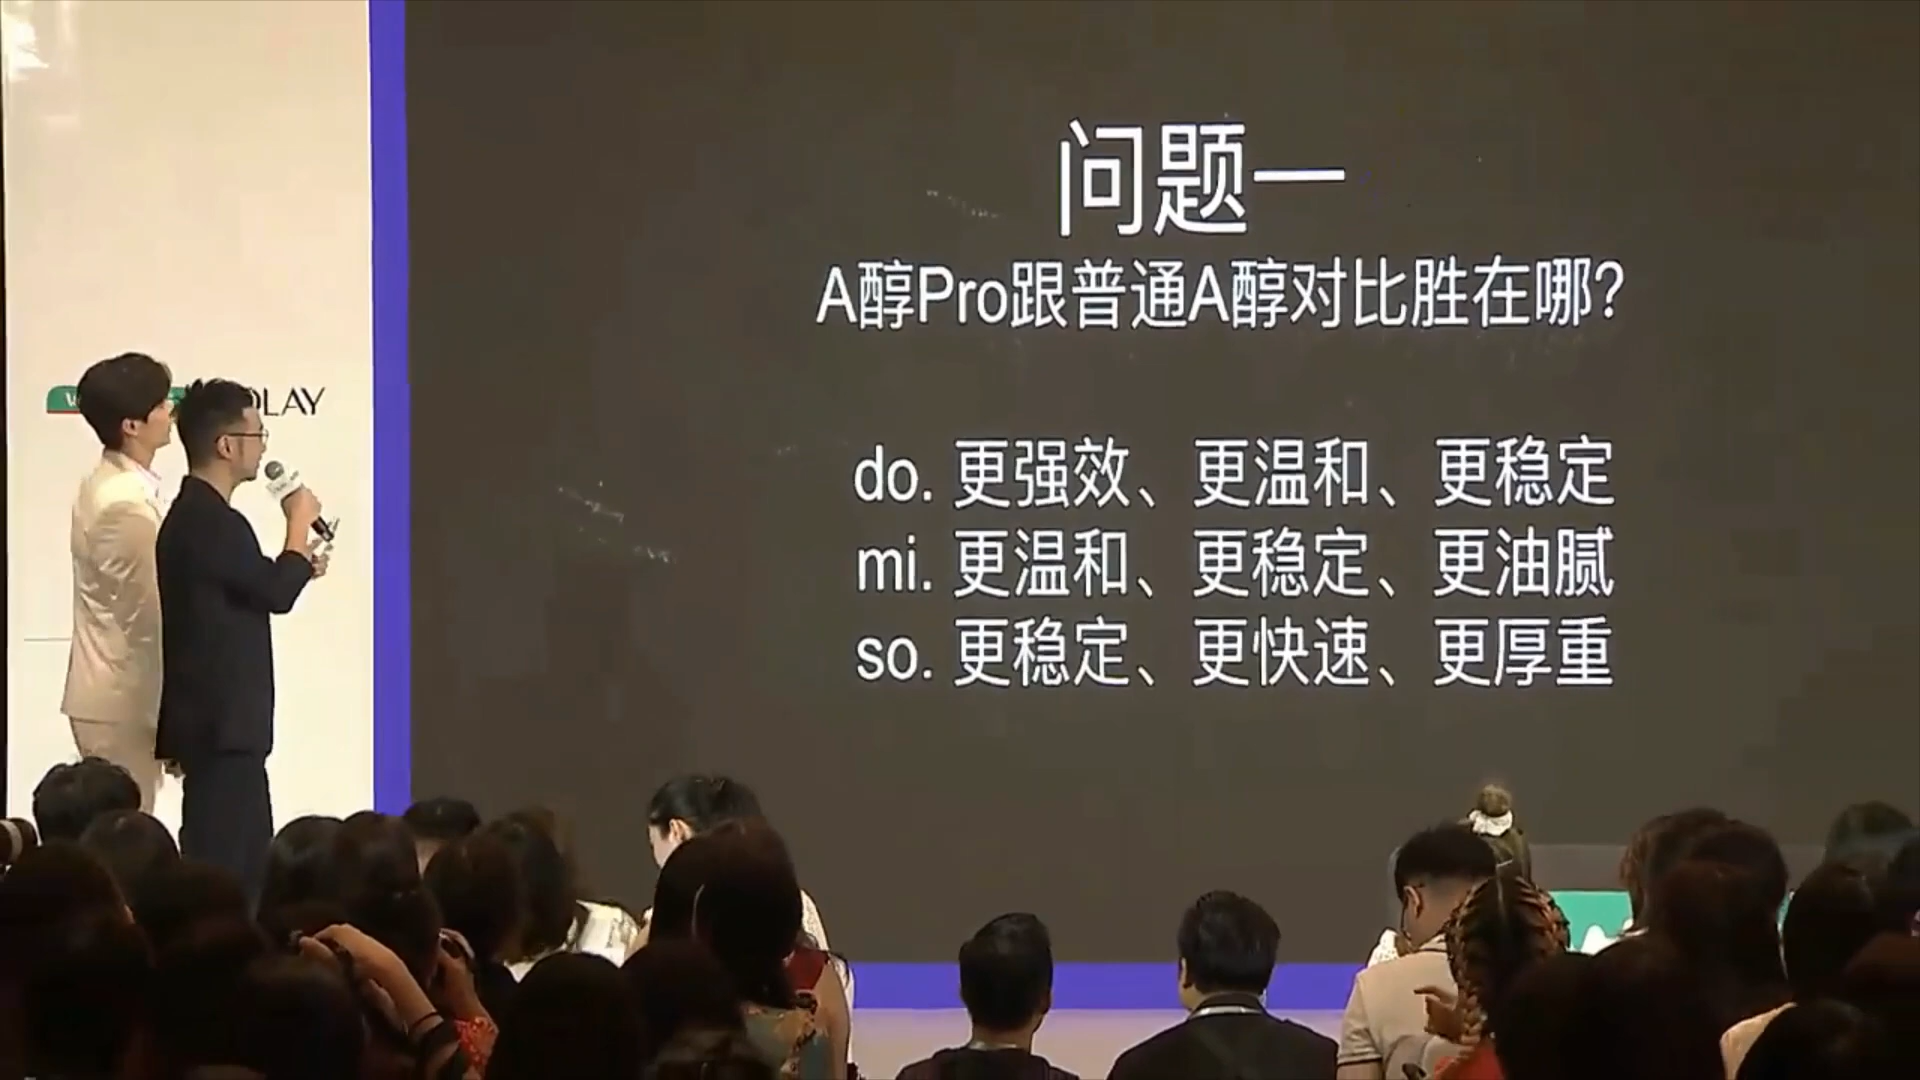 问题一
A醇Pro跟普通A醇对比胜在哪?
do. 更强效、更温和、更稳定
mi. 更温和、更稳定、更油腻
so. 更稳定、更快速、更厚重
OLAY